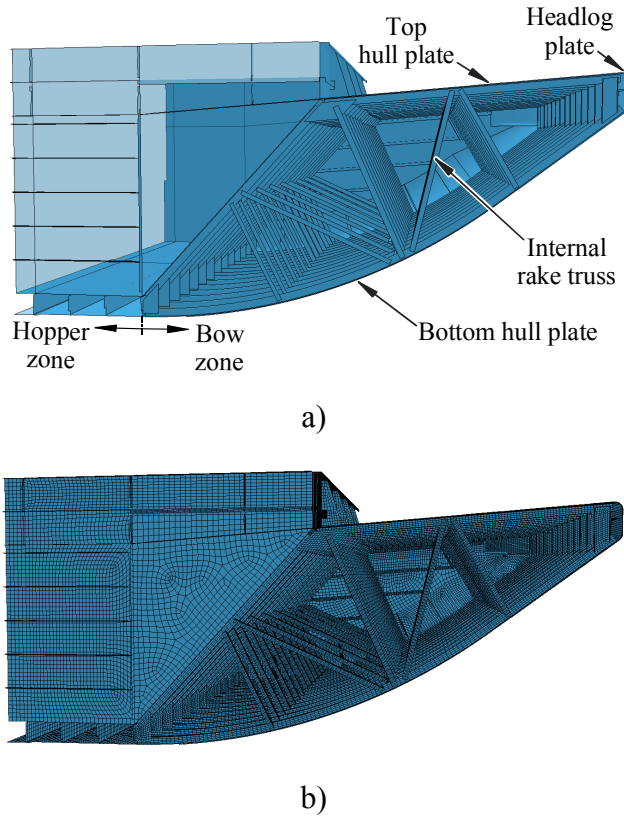 Top
hull plate
Headlog
plate
Internal
rake truss
Bottom hull plate
Hopper
zone
Bow
zone
a)
b)